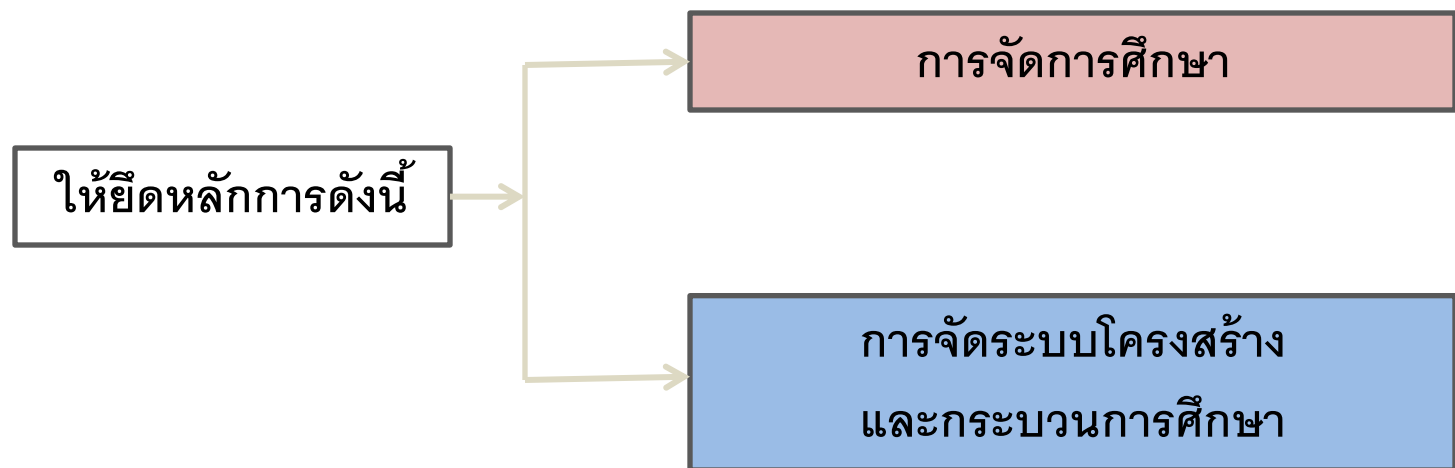 การจัดการศึกษา
ให้ยึดหลักการดังนี้
การจัดระบบโครงสร้าง
และกระบวนการศึกษา